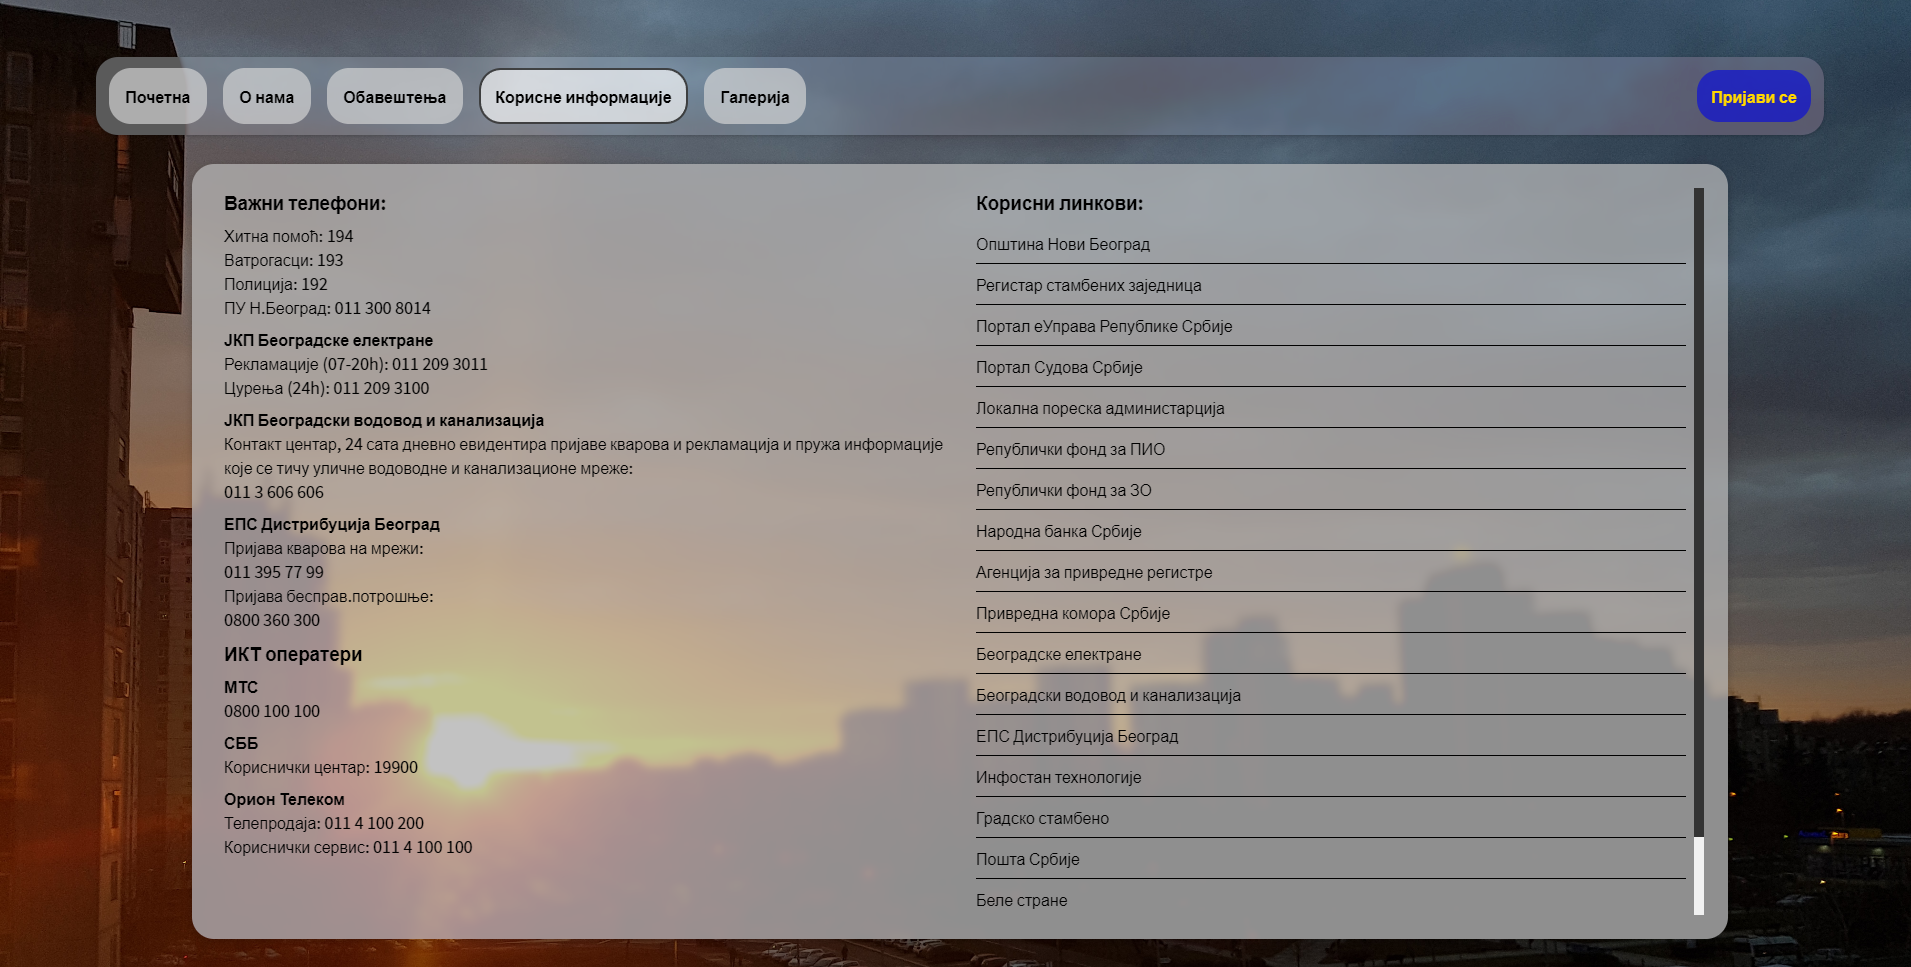 Почетна
О нама
Обавештења
Корисне информације
Галерија
Пријави се
Важни телефони:
Хитна помоћ: 194
Ватрогасци: 193
Полиција: 192
ПУ Н.Београд: 011 300 8014
ЈКП Београдске електране
Рекламације (07-20h): 011 209 3011
Цурења (24h): 011 209 3100
ЈКП Београдски водовод и канализација
Контакт центар, 24 сата дневно евидентира пријаве кварова и рекламација и пружа информације
које се тичу уличне водоводне и канализационе мреже:
011 3 606 606
ЕПС Дистрибуција Београд
Пријава кварова на мрежи:
011 395 77 99
Пријава бесправ.потрошње:
0800 360 300
ИКТ оператери
МТС
0800 100 100
СББ
Кориснички центар: 19900
Орион Телеком
Телепродаја: 011 4 100 200
Кориснички сервис: 011 4 100 100
Корисни линкови:
Општина Нови Београд
Регистар стамбених заједница
Портал еУправа Републике Србије
Портал Судова Србије
Локална пореска администарција
Републички фонд за ПИО
Републички фонд за ЗО
Народна банка Србије
Агенција за привредне регистре
Привредна комора Србије
Београдске електране
Београдски водовод и канализација
ЕПС Дистрибуција Београд
Инфостан технологије
Градско стамбено
Пошта Србије
Беле стране